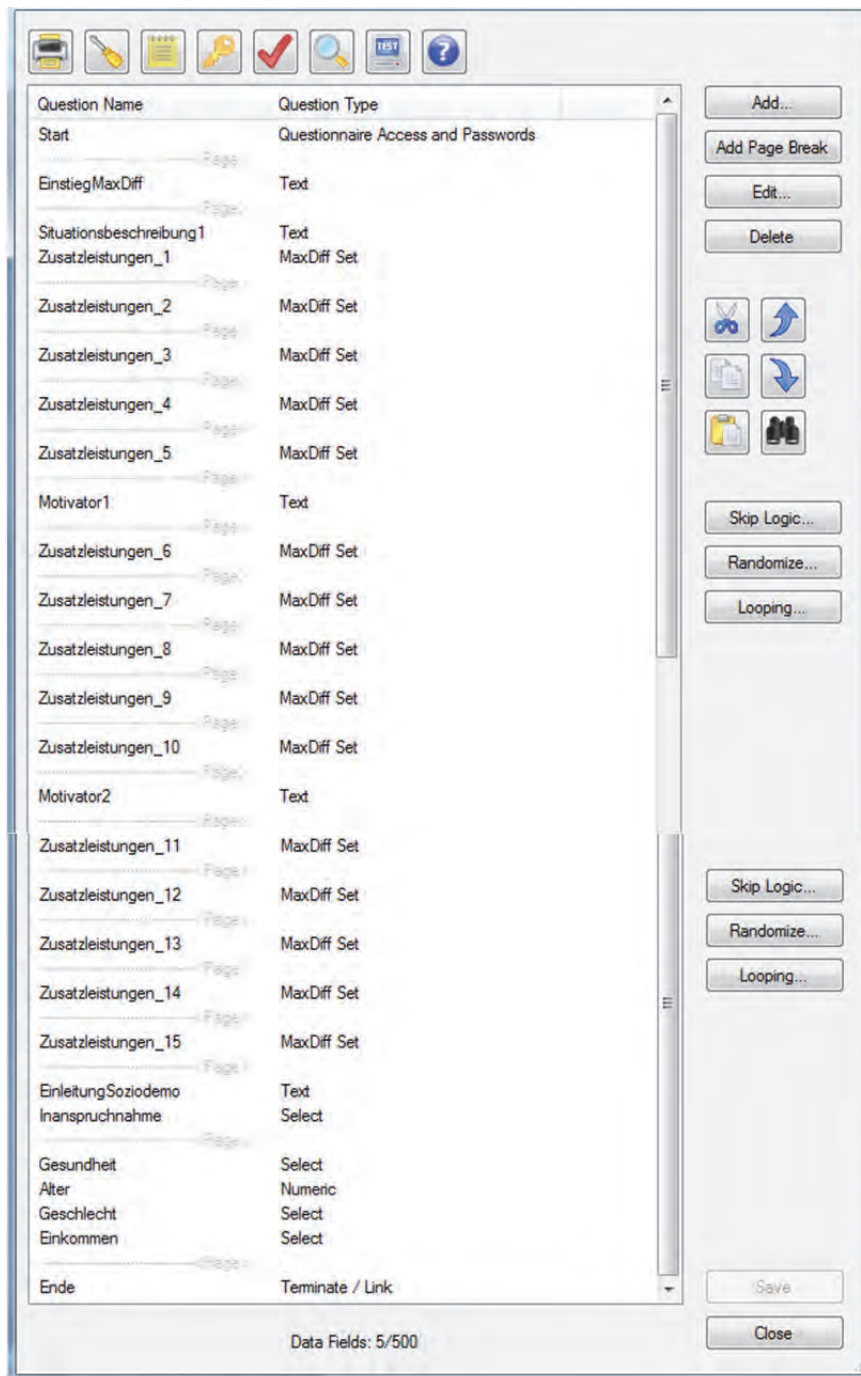 TEST
?
Question Name Question Type
Add...
Start Questionnaire Access and Passwords
Page
Add Page Break
EinstiegMaxDiff Text
Edit...
Page
Situationsbeschreibung1 Text
Delete
Zusatzleistungen_1 MaxDiff Set
Page
Zusatzleistungen_2 MaxDiff Set
Page
Zusatzleistungen_3 MaxDiff Set
Page
Zusatzleistungen_4 MaxDiff Set
Page
Zusatzleistungen_5 MaxDiff Set
Page
Motivator1 Text
Skip Logic...
Page
Zusatzleistungen_6 MaxDiff Set
Randomize...
Page
Zusatzleistungen_7 MaxDiff Set
Looping...
Page
Zusatzleistungen_8 MaxDiff Set
Page
Zusatzleistungen_9 MaxDiff Set
Page
Zusatzleistungen_10 MaxDiff Set
Page
Motivator2 Text
Page
Zusatzleistungen_11 MaxDiff Set
Page
Zusatzleistungen_12 MaxDiff Set
Skip Logic...
Page
Zusatzleistungen_13 MaxDiff Set
Randomize...
Page
Zusatzleistungen_14 MaxDiff Set
Looping...
Page
Zusatzleistungen_15 MaxDiff Set
Page
EinleitungSoziodemo Text
Inanspruchnahme Select
Page
Gesundheit Select
Alter Numeric
Geschlecht Select
Einkommen Select
Page
Ende Terminate / Link
Save
Data Fields: 5/500
Close